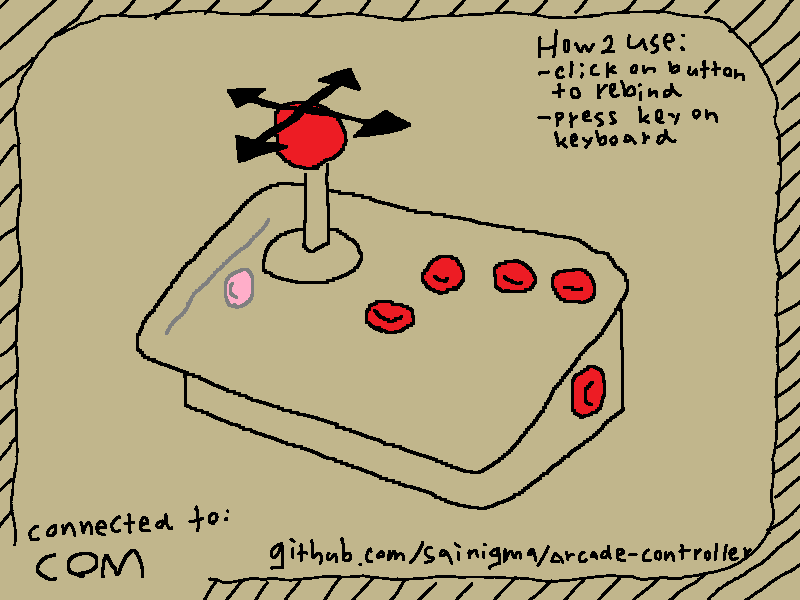 How 2 use:
-click on button
to rebind
-press key on
keyboard
connected to:
COM
github.com/sainigma/arcade-controller